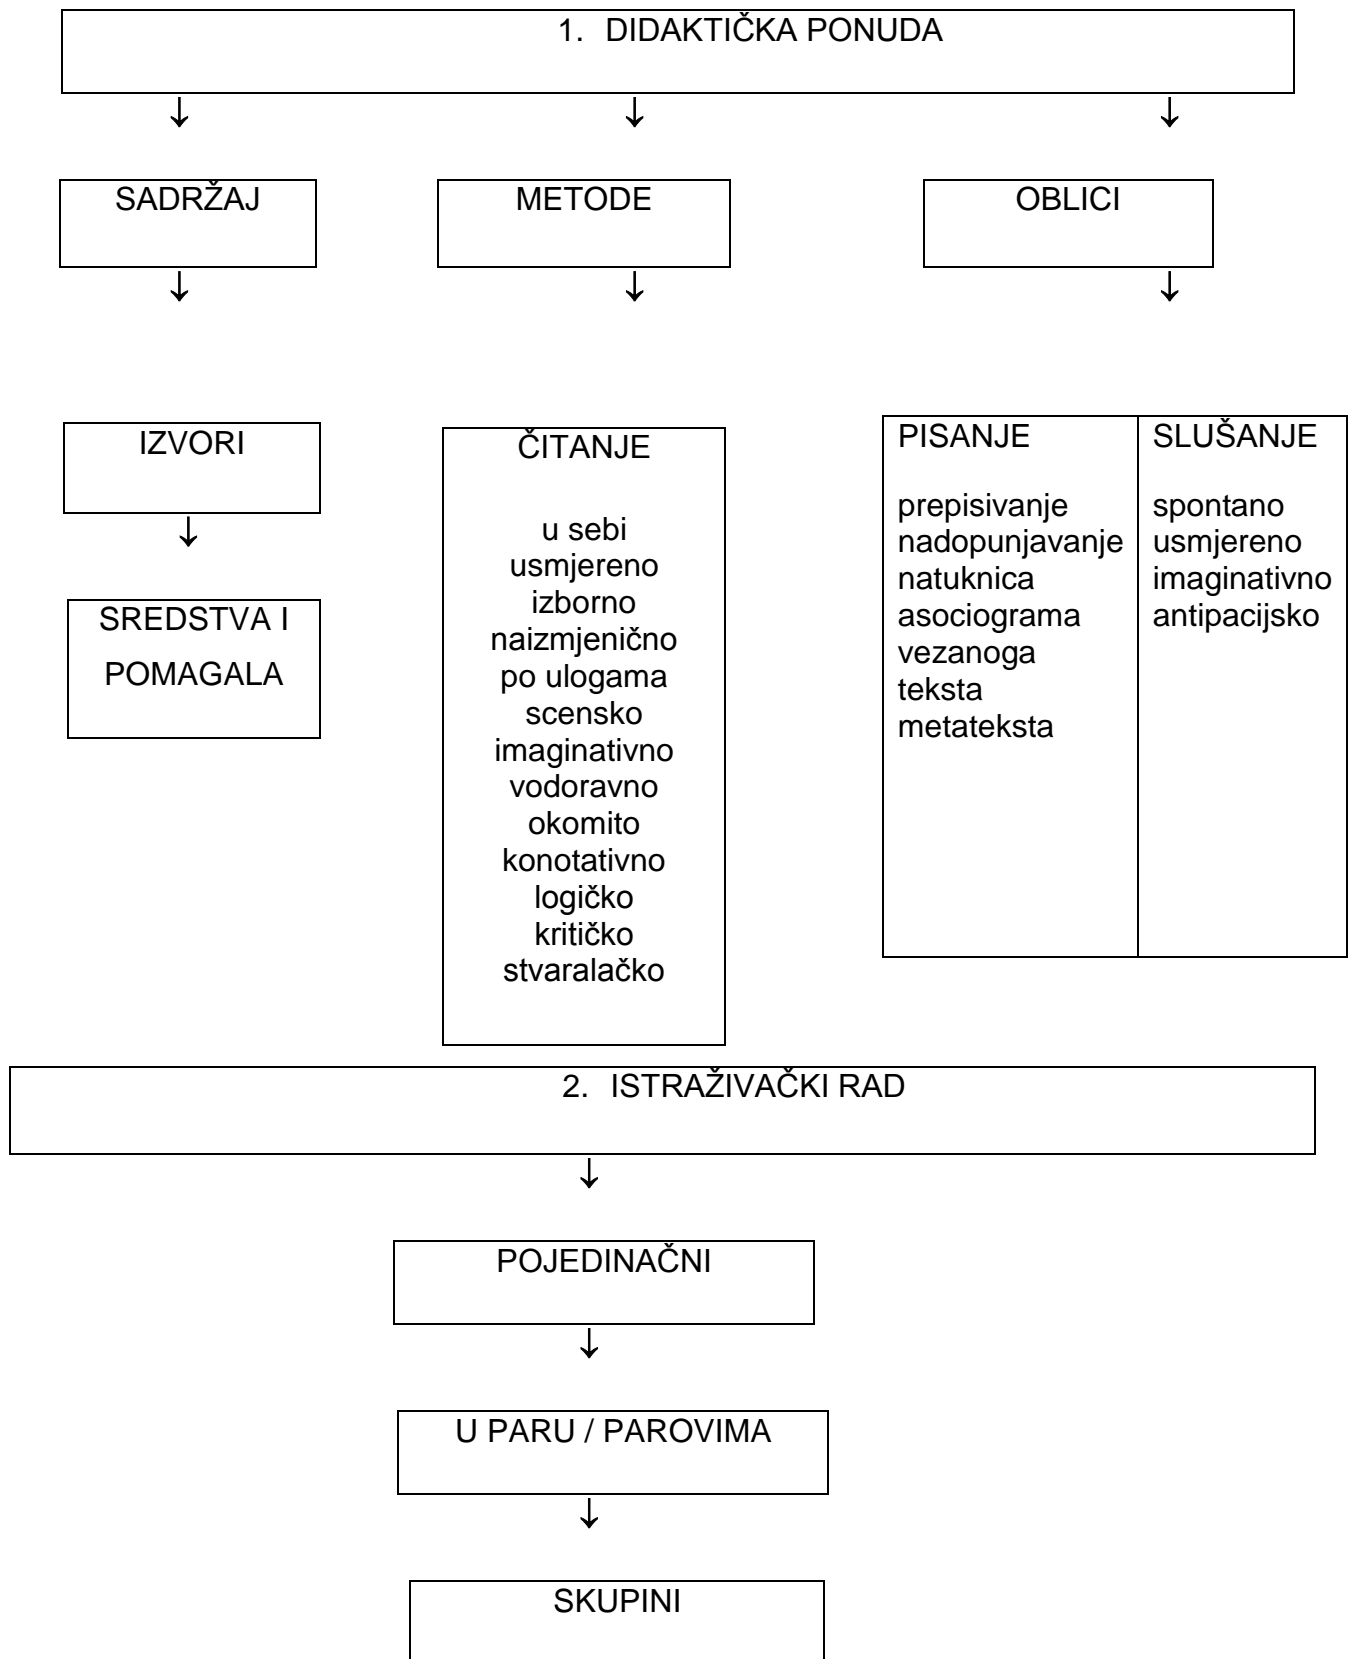 1. DIDAKTIČKA PONUDA
SADRŽAJ
METODE
OBLICI
IZVORI
SREDSTVA I
POMAGALA
ČITANJE
u sebi
usmjereno
izborno
naizmjenično
po ulogama
scensko
imaginativno
vodoravno
okomito
konotativno
logičko
kritičko
stvaralačko
PISANJE
prepisivanje
nadopunjavanje
natuknica
asociograma
vezanoga
teksta
metateksta
SLUŠANJE
spontano
usmjereno
imaginativno
antipacijsko
2. ISTRAŽIVAČKI RAD
POJEDINAČNI
U PARU / PAROVIMA
SKUPINI